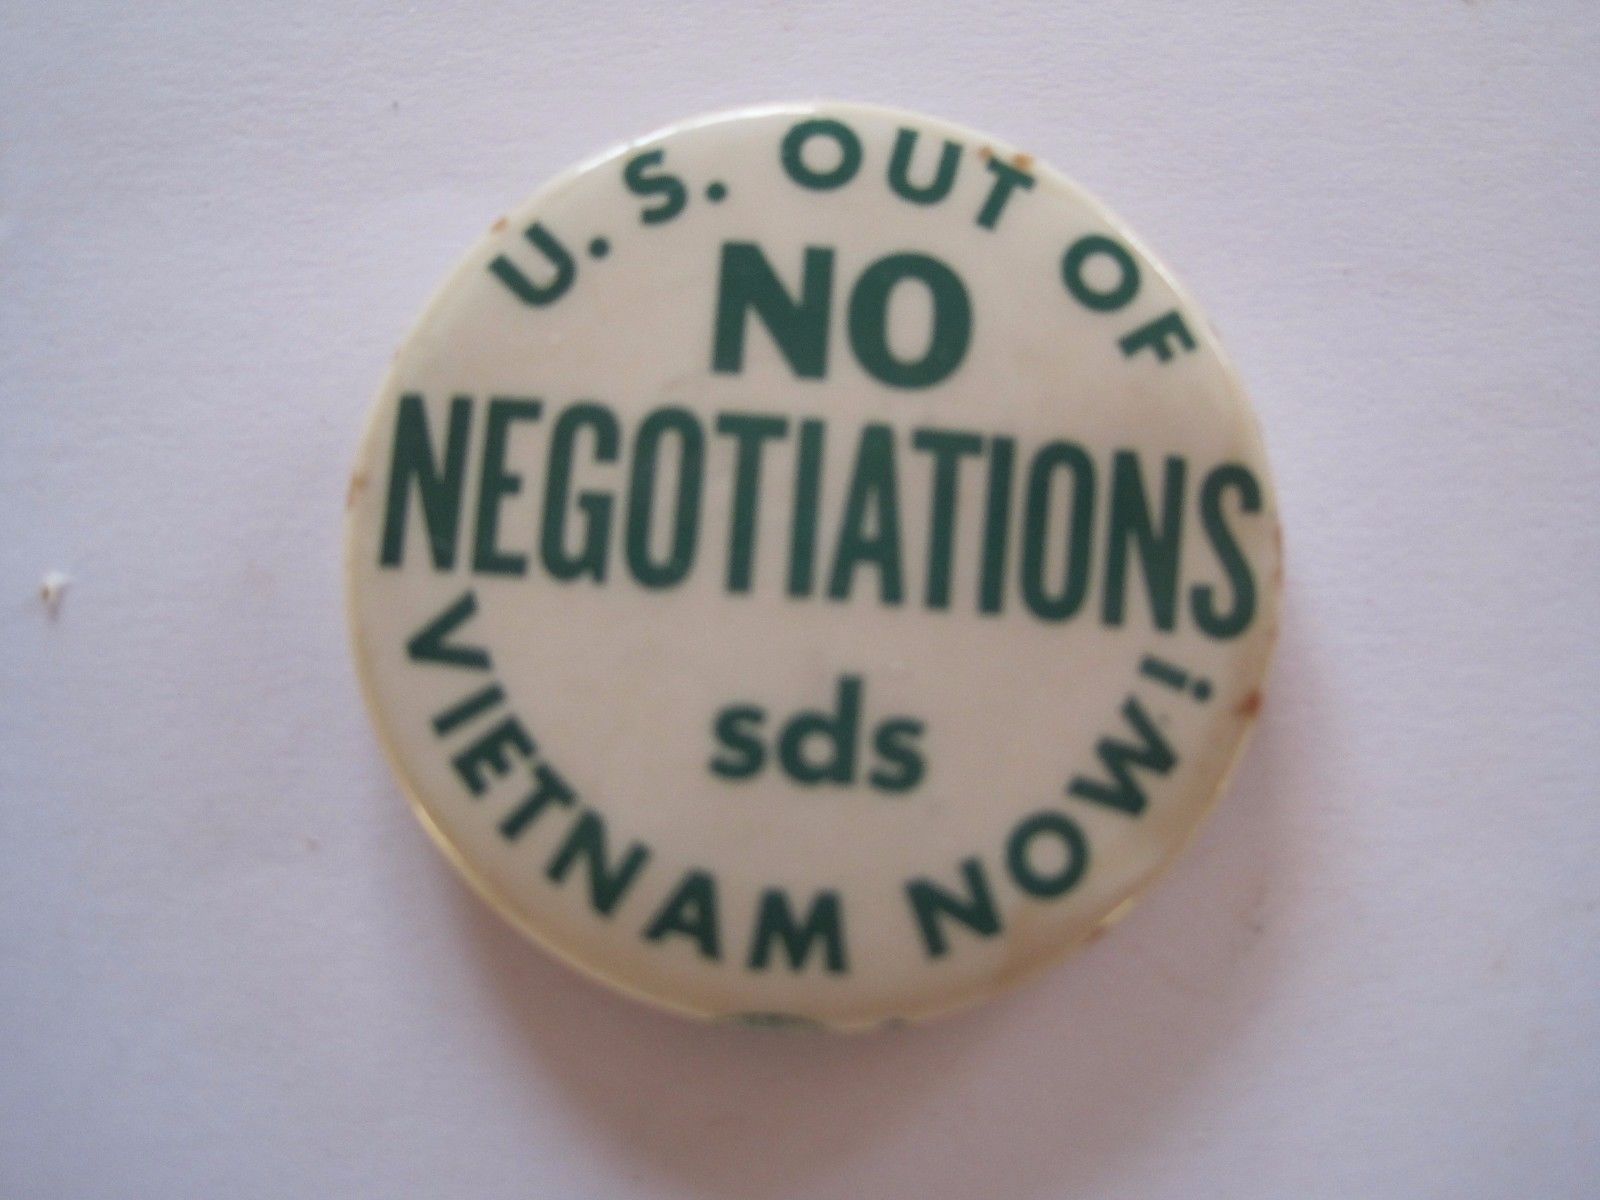 U. S. OUT OF
NO
NEGOTIATIONS
sds
VIETNAM NOW!